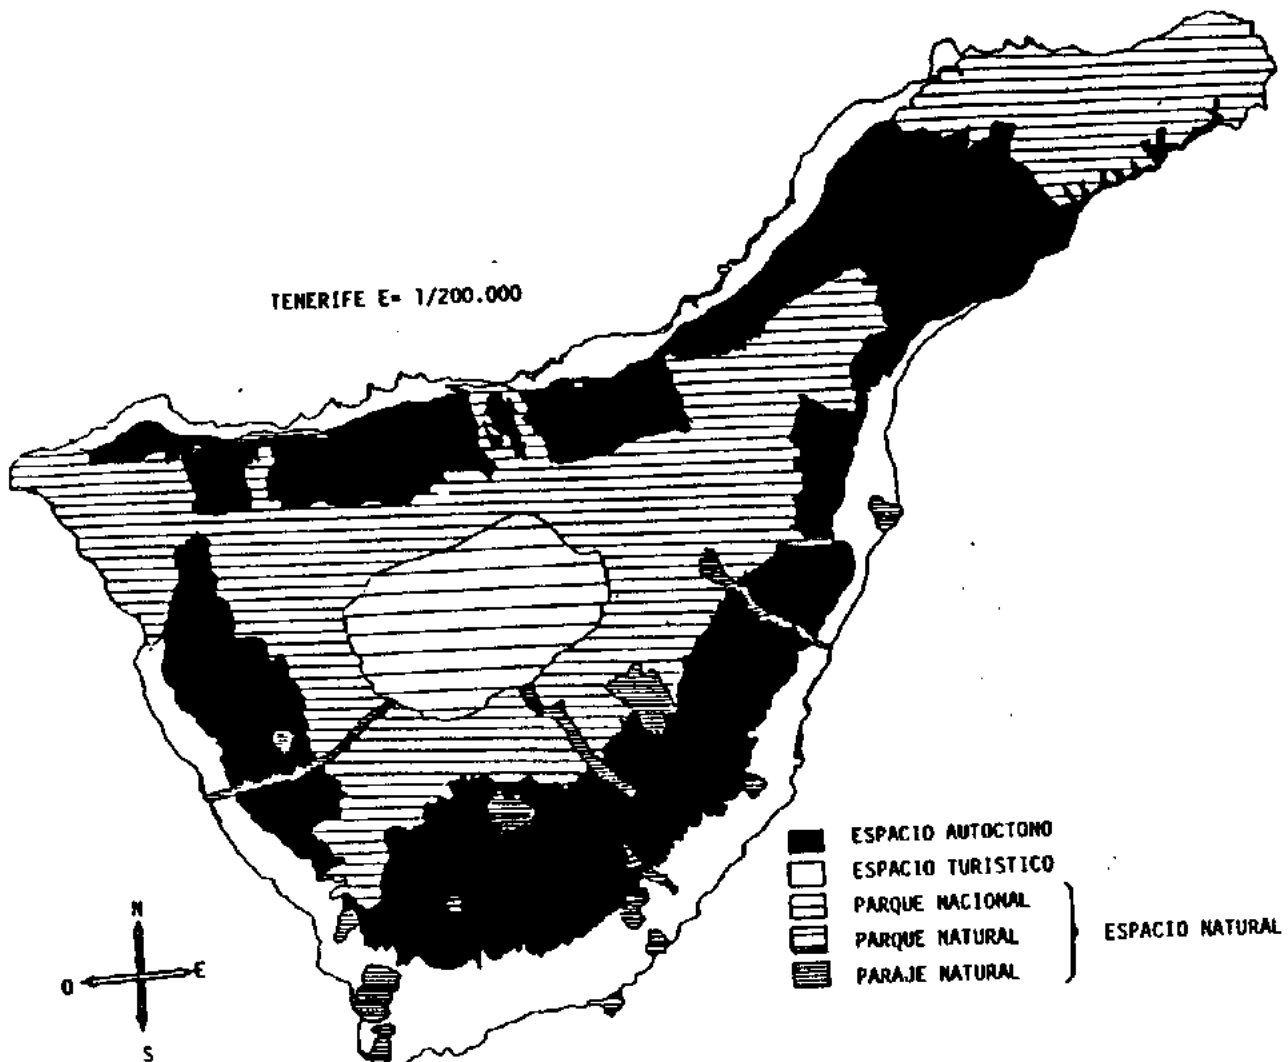 TENERIFE E= 1/200.000
ESPACIO AUTOCTONO
ESPACIO TURISTICO
PARQUE NACIONAL
PARQUE NATURAL
ESPACIO NATURAL
PARAJE NATURAL
N
O E
S